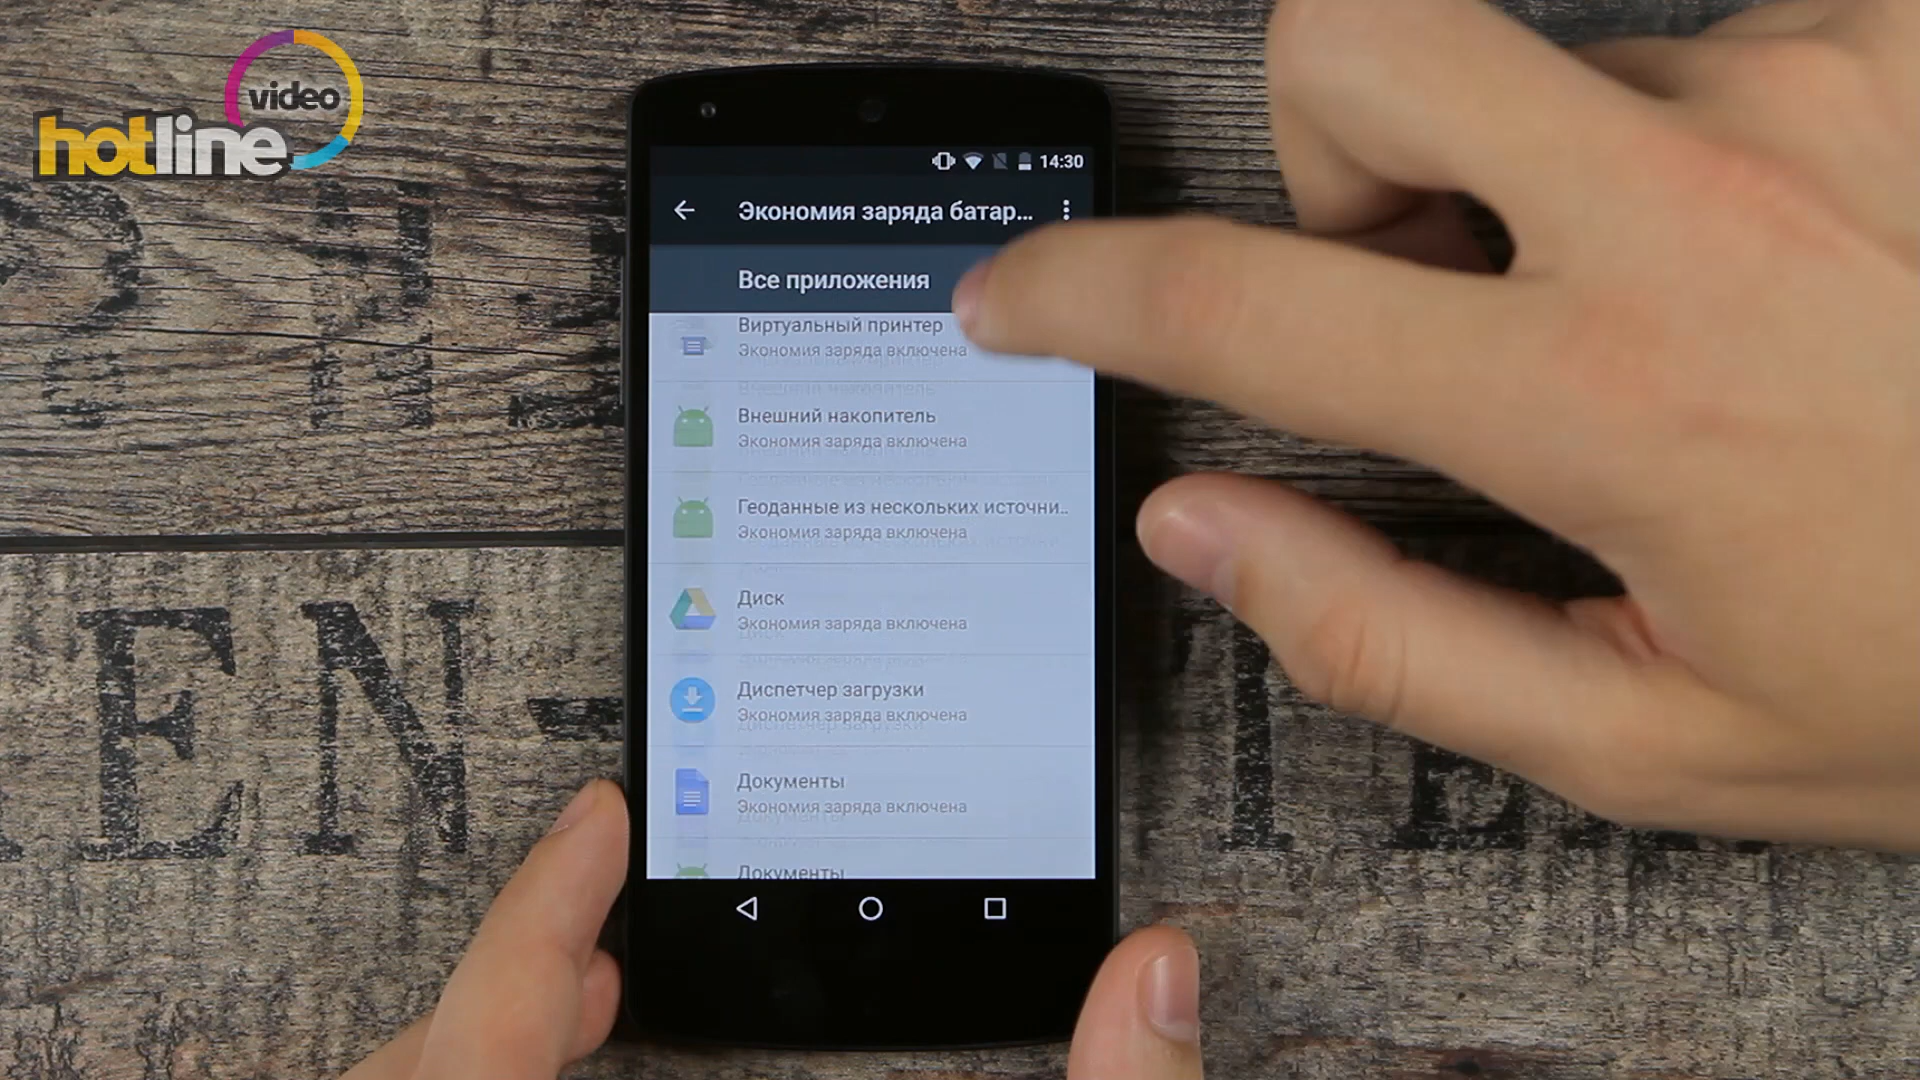 video
hotline
14:30
Экономия заряда батар...
Все приложения
Виртуальный принтер
Экономия заряда включена
Внешний накопитель
Экономия заряда включена
Геоданные из нескольких источни..
Экономия заряда включена
Диск
Экономия заряда включена
Диспетчер загрузки
Экономия заряда включена
Документы
Экономия заряда включена
Документы
EN-